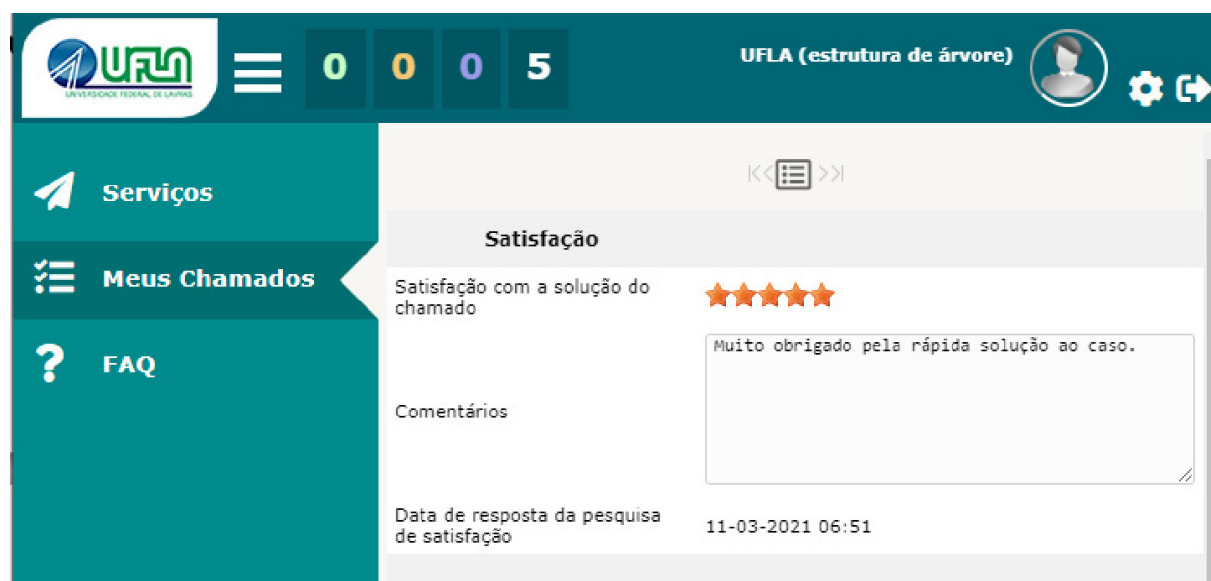 UFLA
UNIVERSIDADE FEDERAL DE LAVRAS
0 0 0 5
UFLA (estrutura de árvore)
Serviços
Meus Chamados
FAQ
Satisfação
Satisfação com a solução do
chamado
Comentários
Muito obrigado pela rápida solução ao caso.
Data de resposta da pesquisa
de satisfação
11-03-2021 06:51